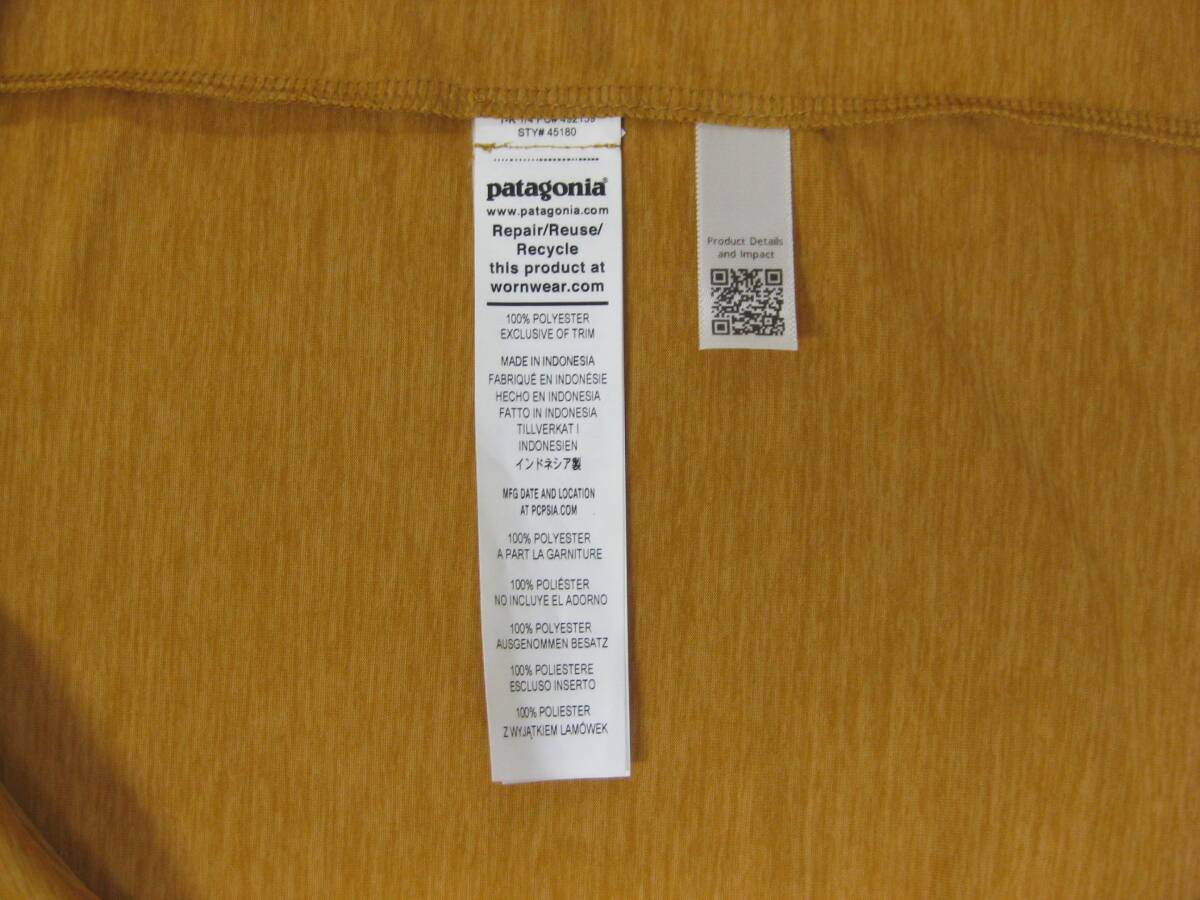 STY# 45180
patagonia®
www.patagonia.com
Repair/Reuse/
Recycle
this product at
wornwear.com
100% POLYESTER
EXCLUSIVE OF TRIM
MADE IN INDONESIA
FABRIQUÉ EN INDONÉSIE
HECHO EN INDONESIA
FATTO IN INDONESIA
TILLVERKAT I
INDONESIEN
インドネシア製
MFG DATE AND LOCATION
AT PCPSIA.COM
100% POLYESTER
A PART LA GARNITURE
100% POLIÉSTER
NO INCLUYE EL ADORNO
100% POLYESTER
AUSGENOMMEN BESATZ
100% POLIESTERE
ESCLUSO INSERTO
100% POLIESTER
Z WYJĄTKIEM LAMÓWEK
Product Details
and Impact